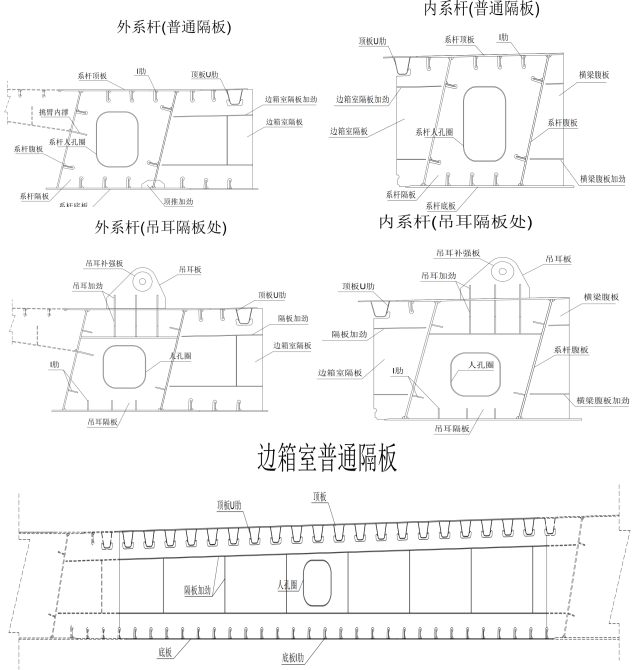 外系杆(普通隔板)
系杆顶板
I肋
顶板U肋
边箱室隔板加劲
边箱室隔板
挑臂内撑
系杆腹板
系杆人孔圈
系杆隔板
系杆底板
顶推加劲
内系杆(普通隔板)
顶板U肋
系杆顶板
I肋
横梁腹板
边箱室隔板加劲
边箱室隔板
系杆人孔圈
系杆腹板
系杆隔板
系杆底板
横梁腹板加劲
外系杆(吊耳隔板处)
吊耳补强板
吊耳板
吊耳加劲
顶板U肋
隔板加劲
边箱室隔板
人孔圈
I肋
吊耳隔板
内系杆(吊耳隔板处)
吊耳补强板
吊耳板
吊耳加劲
顶板U肋
横梁腹板
隔板加劲
系杆腹板
边箱室隔板
人孔圈
I肋
横梁腹板加劲
吊耳隔板
边箱室普通隔板
顶板U肋
顶板
隔板加劲
人孔圈
底板
底板I肋